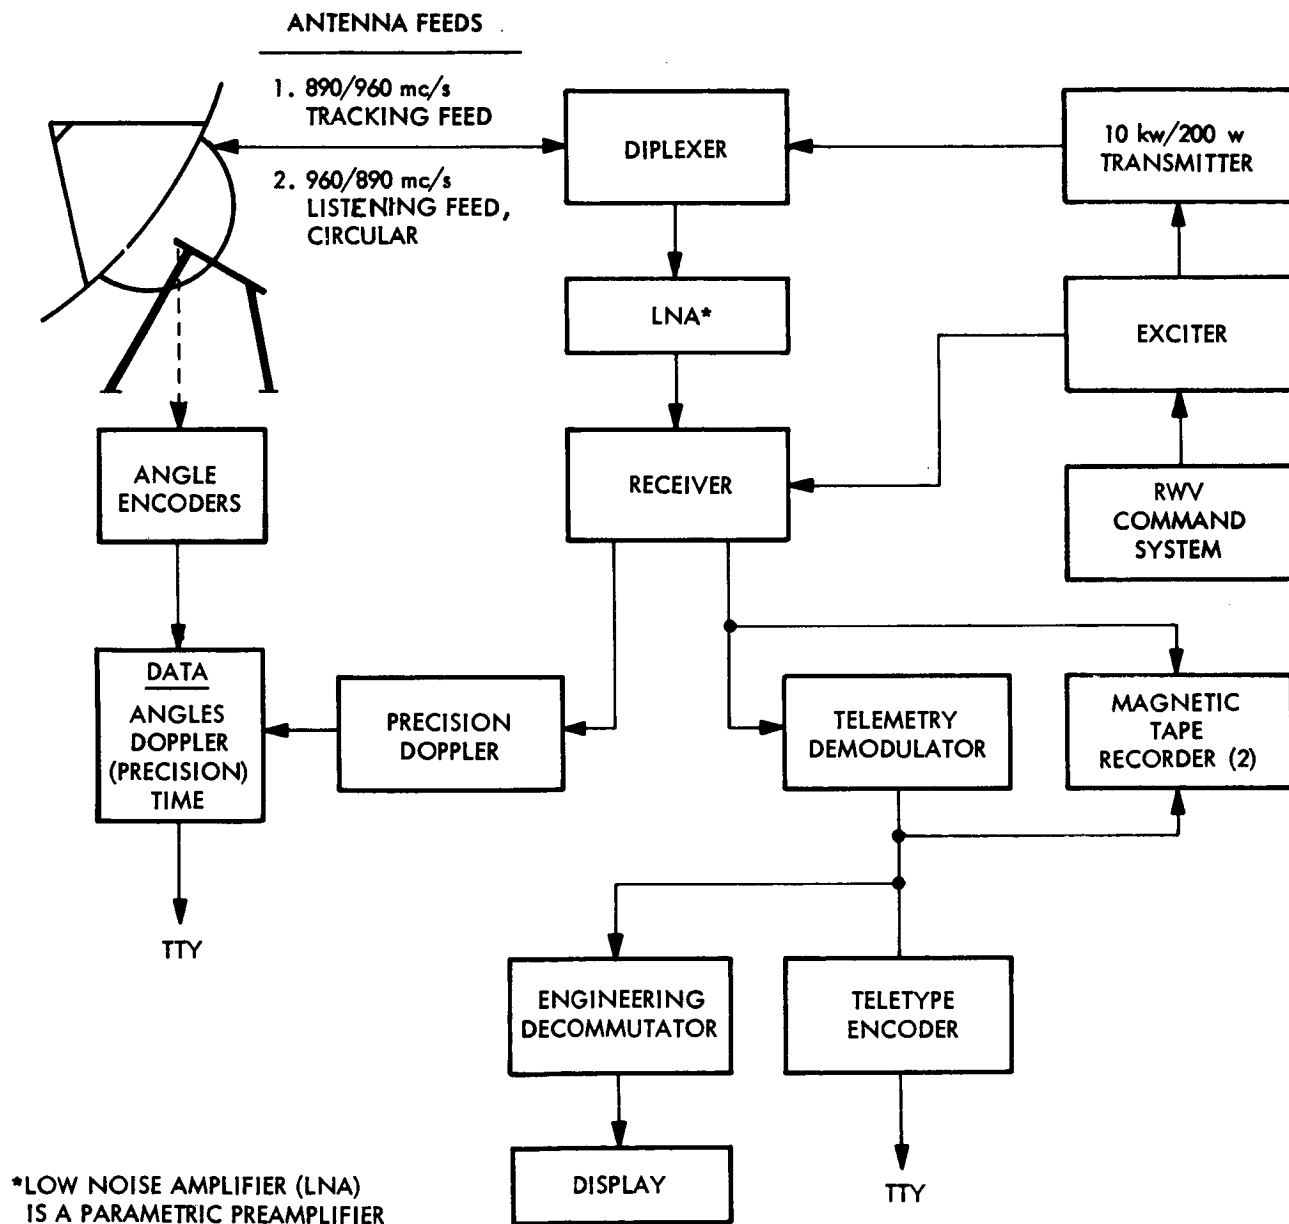 ANTENNA FEEDS
1. 890/960 mc/s
TRACKING FEED
2. 960/890 mc/s
LISTENING FEED,
CIRCULAR
DIPLEXER
10 kw/200 w
TRANSMITTER
LNA*
EXCITER
ANGLE
ENCODERS
RECEIVER
RWV
COMMAND
SYSTEM
DATA
ANGLES
DOPPLER
(PRECISION)
TIME
PRECISION
DOPPLER
TELEMETRY
DEMODULATOR
MAGNETIC
TAPE
RECORDER (2)
TTY
ENGINEERING
DECOMMUTATOR
TELETYPE
ENCODER
DISPLAY
TTY
*LOW NOISE AMPLIFIER (LNA)
IS A PARAMETRIC PREAMPLIFIER